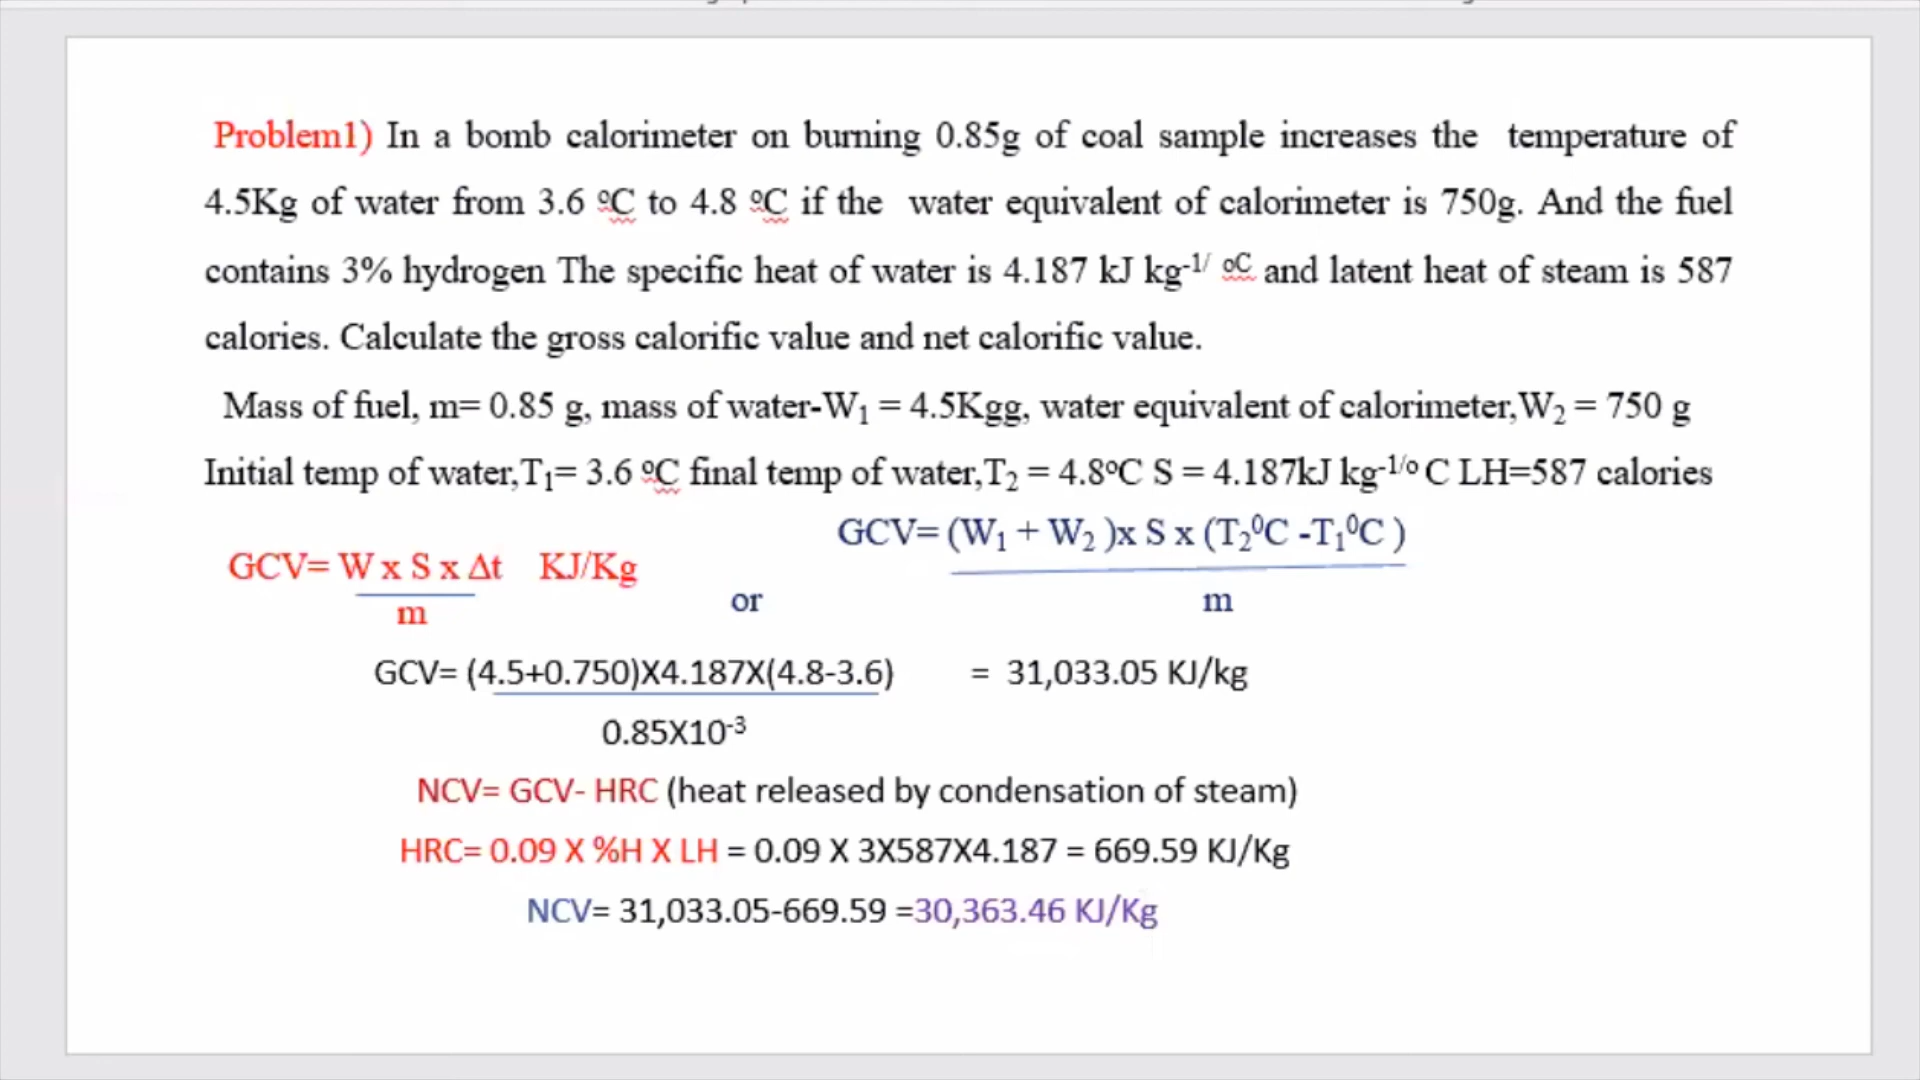 Problem1) In a bomb calorimeter on burning 0.85g of coal sample increases the temperature of
4.5Kg of water from 3.6 ⁰C to 4.8 ⁰C if the water equivalent of calorimeter is 750g. And the fuel
contains 3% hydrogen The specific heat of water is 4.187 kJ kg⁻¹/ ⁰C and latent heat of steam is 587
calories. Calculate the gross calorific value and net calorific value.
Mass of fuel, m= 0.85 g, mass of water-W₁ = 4.5Kgg, water equivalent of calorimeter,W₂ = 750 g
Initial temp of water,T₁= 3.6 ⁰C final temp of water,T₂ = 4.8⁰C S = 4.187kJ kg⁻¹/⁰ C LH=587 calories
GCV= (W₁ + W₂ )x S x (T₂⁰C -T₁⁰C )
GCV= W x S x Δt KJ/Kg
or
m
m
GCV= (4.5+0.750)X4.187X(4.8-3.6) = 31,033.05 KJ/kg
0.85X10⁻³
NCV= GCV- HRC (heat released by condensation of steam)
HRC= 0.09 X %H X LH = 0.09 X 3X587X4.187 = 669.59 KJ/Kg
NCV= 31,033.05-669.59 =30,363.46 KJ/Kg